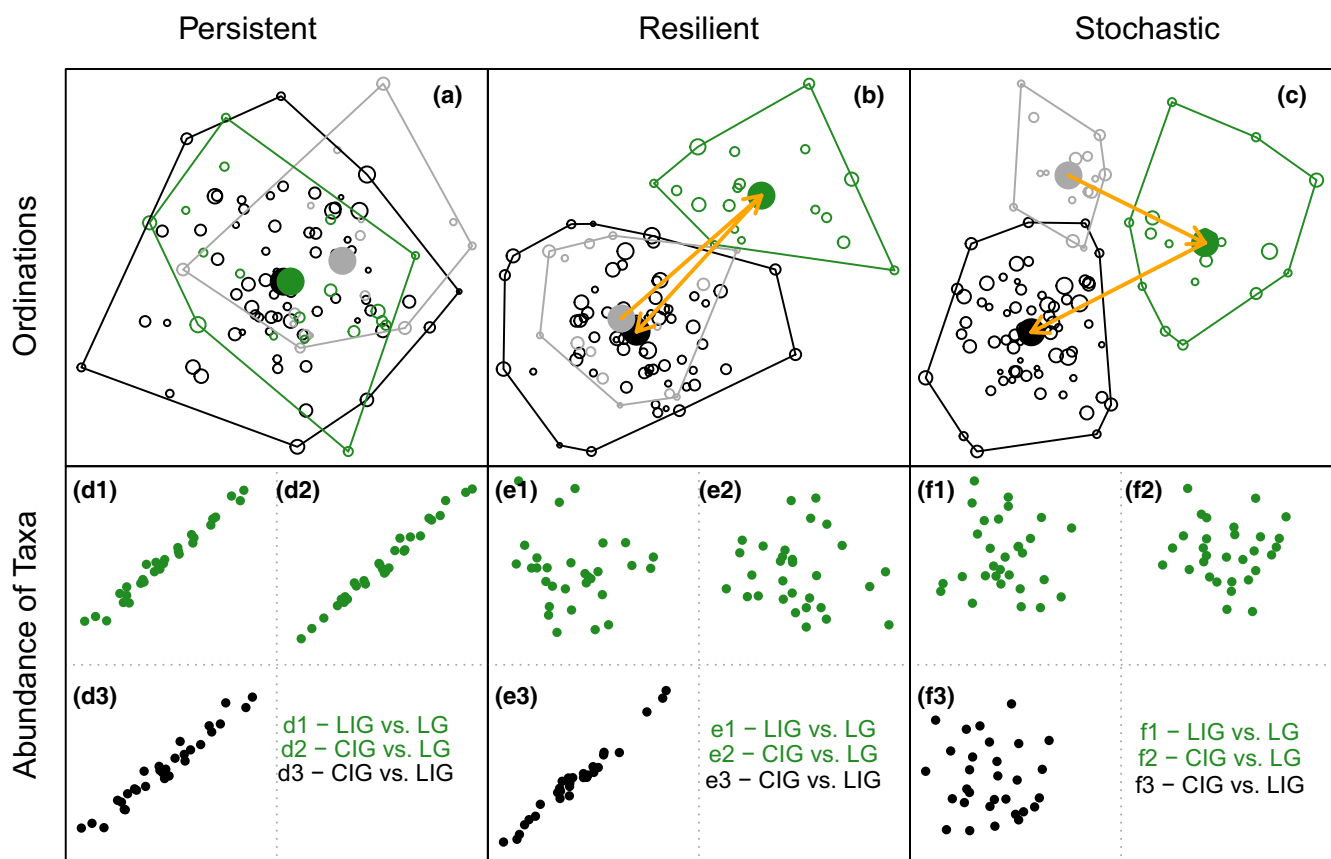 Persistent
Resilient
Stochastic
Ordinations
(a)
(b)
(c)
Abundance of Taxa
(d1)
(d2)
(e1)
(e2)
(f1)
(f2)
(d3)
d1 − LIG vs. LG
d2 − CIG vs. LG
d3 − CIG vs. LIG
(e3)
e1 − LIG vs. LG
e2 − CIG vs. LG
e3 − CIG vs. LIG
(f3)
f1 − LIG vs. LG
f2 − CIG vs. LG
f3 − CIG vs. LIG